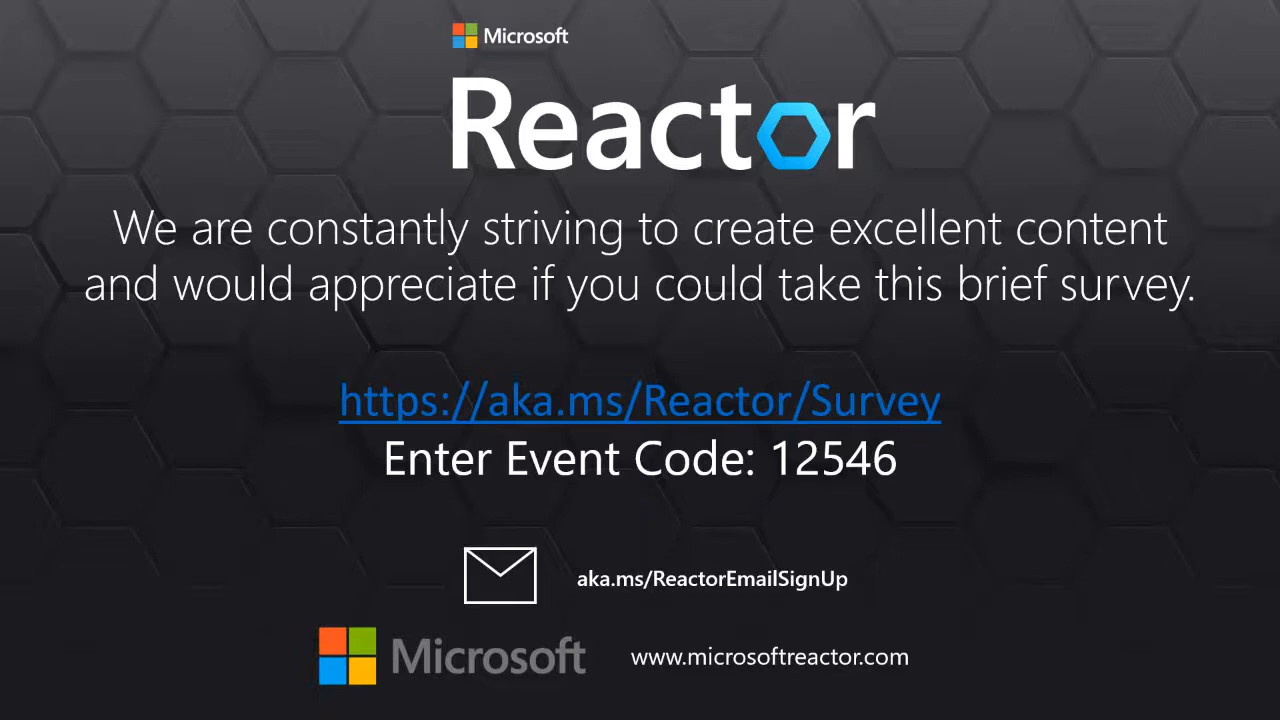 Microsoft
Reactor
We are constantly striving to create excellent content
and would appreciate if you could take this brief survey.
https://aka.ms/Reactor/Survey
Enter Event Code: 12546
aka.ms/ReactorEmailSignUp
Microsoft
www.microsoftreactor.com